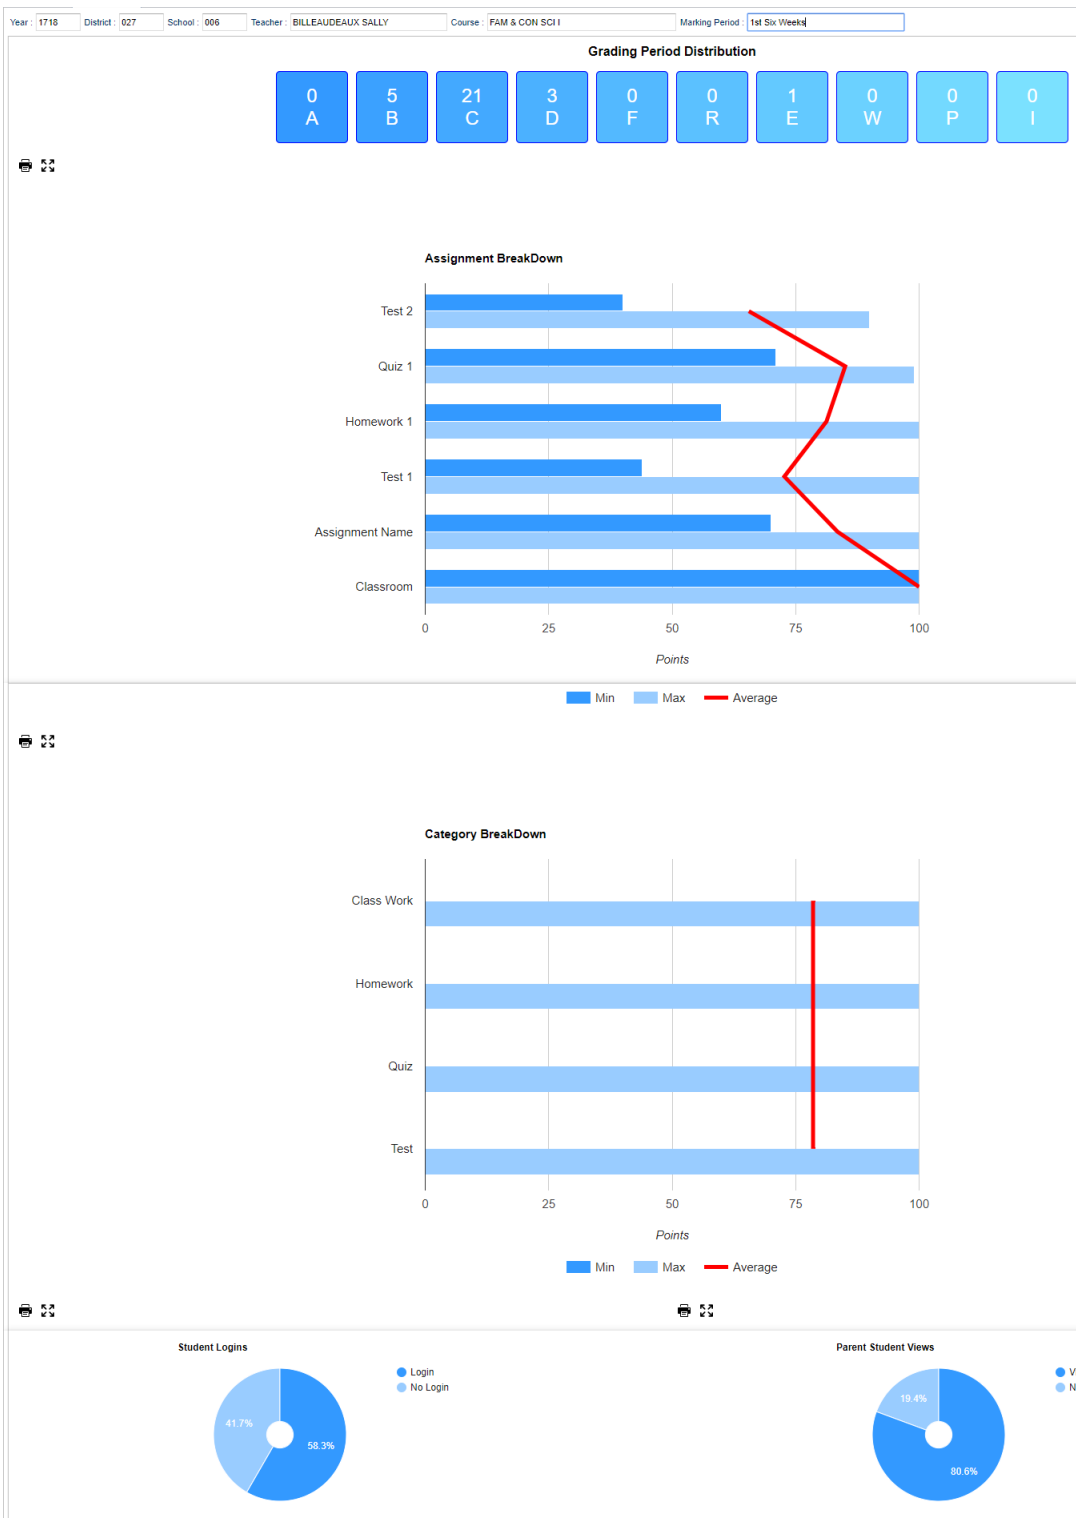 Year : 1718 District : 027 School : 006 Teacher : BILLEAUDEAUX SALLY Course : FAM & CON SCI I Marking Period : 1st Six Weeks
Grading Period Distribution
0 5 21 3 0 0 1 0 0 0
A B C D F R E W P I
Assignment BreakDown
Test 2
Quiz 1
Homework 1
Test 1
Assignment Name
Classroom
0 25 50 75 100
Points
Min Max Average
Category BreakDown
Class Work
Homework
Quiz
Test
0 25 50 75 100
Points
Min Max Average
Student Logins
Login
No Login
41.7%
58.3%
Parent Student Views
V
N
19.4%
80.6%